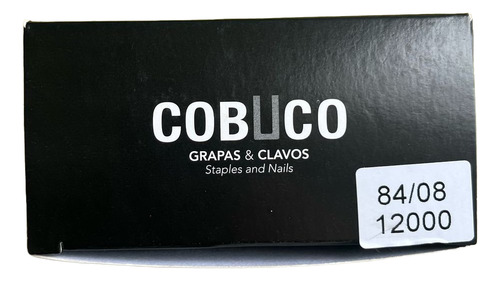 COBUCO
GRAPAS & CLAVOS
Staples and Nails
84/08
12000